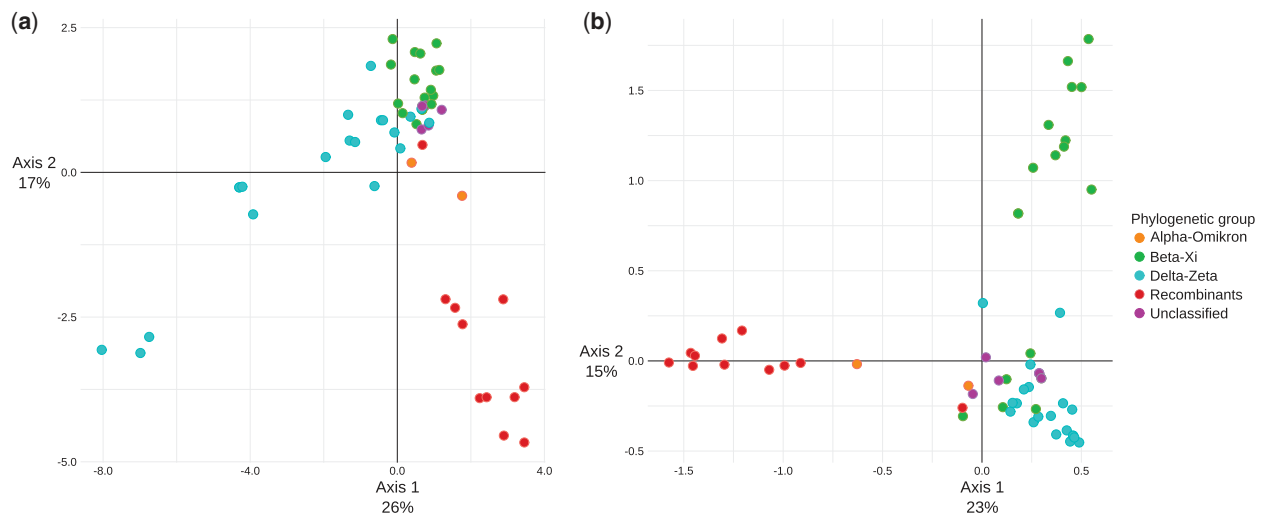 (a)
2.5
0.0
-2.5
-5.0
Axis 2
17%
-8.0
-4.0
0.0
4.0
Axis 1
26%
(b)
1.5
1.0
0.5
0.0
-0.5
Axis 2
15%
-1.5
-1.0
-0.5
0.0
0.5
Axis 1
23%
Phylogenetic group
Alpha-Omikron
Beta-Xi
Delta-Zeta
Recombinants
Unclassified